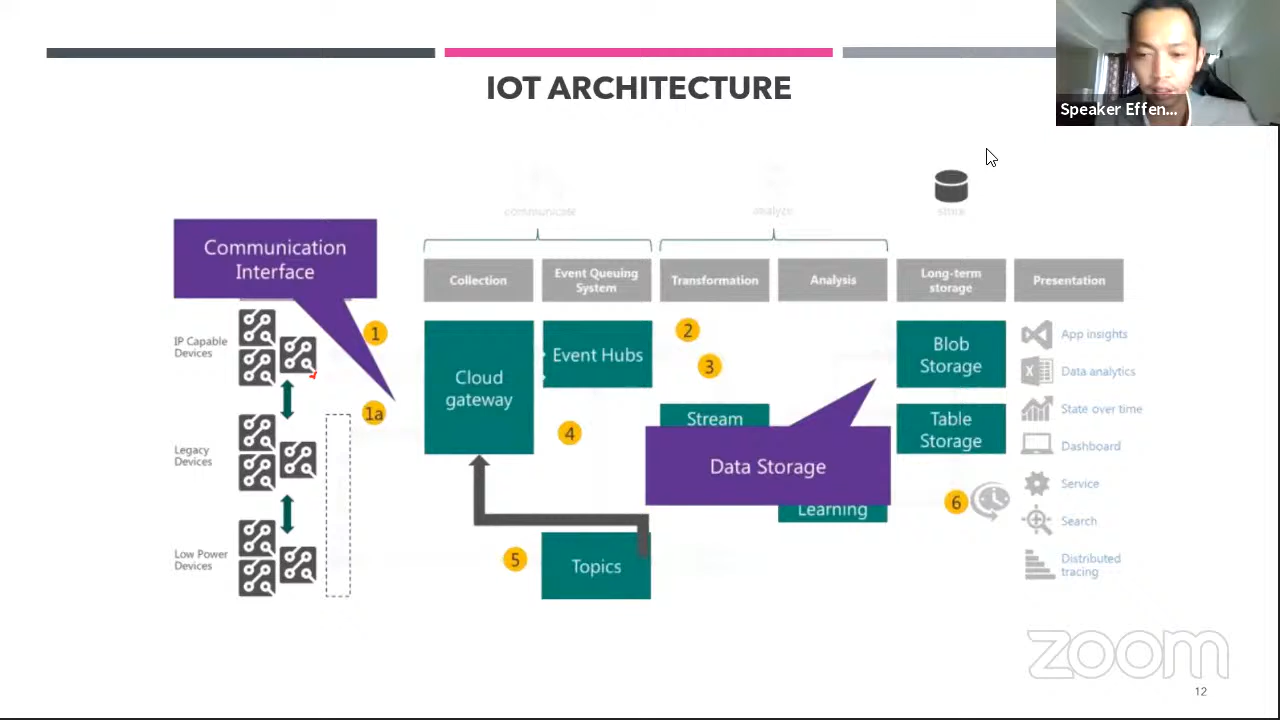 IOT ARCHITECTURE
Speaker Effen...
communicate
analyze
store
Communication
Interface
Collection
Event Queuing
System
Transformation
Analysis
Long-term
storage
Presentation
IP Capable
Devices
1
1a
Legacy
Devices
Low Power
Devices
Cloud
gateway
Event Hubs
2
3
4
5
Topics
Stream
Data Storage
Learning
Blob
Storage
Table
Storage
6
App insights
Data analytics
State over time
Dashboard
Service
Search
Distributed
tracing
zoom
12